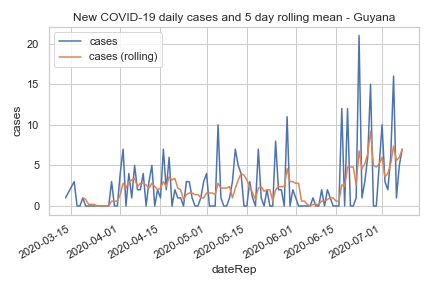 New COVID-19 daily cases and 5 day rolling mean - Guyana
cases
cases (rolling)
cases
20
15
10
5
0
2020-03-15
2020-04-01
2020-04-15
2020-05-01
2020-05-15
2020-06-01
2020-06-15
2020-07-01
dateRep